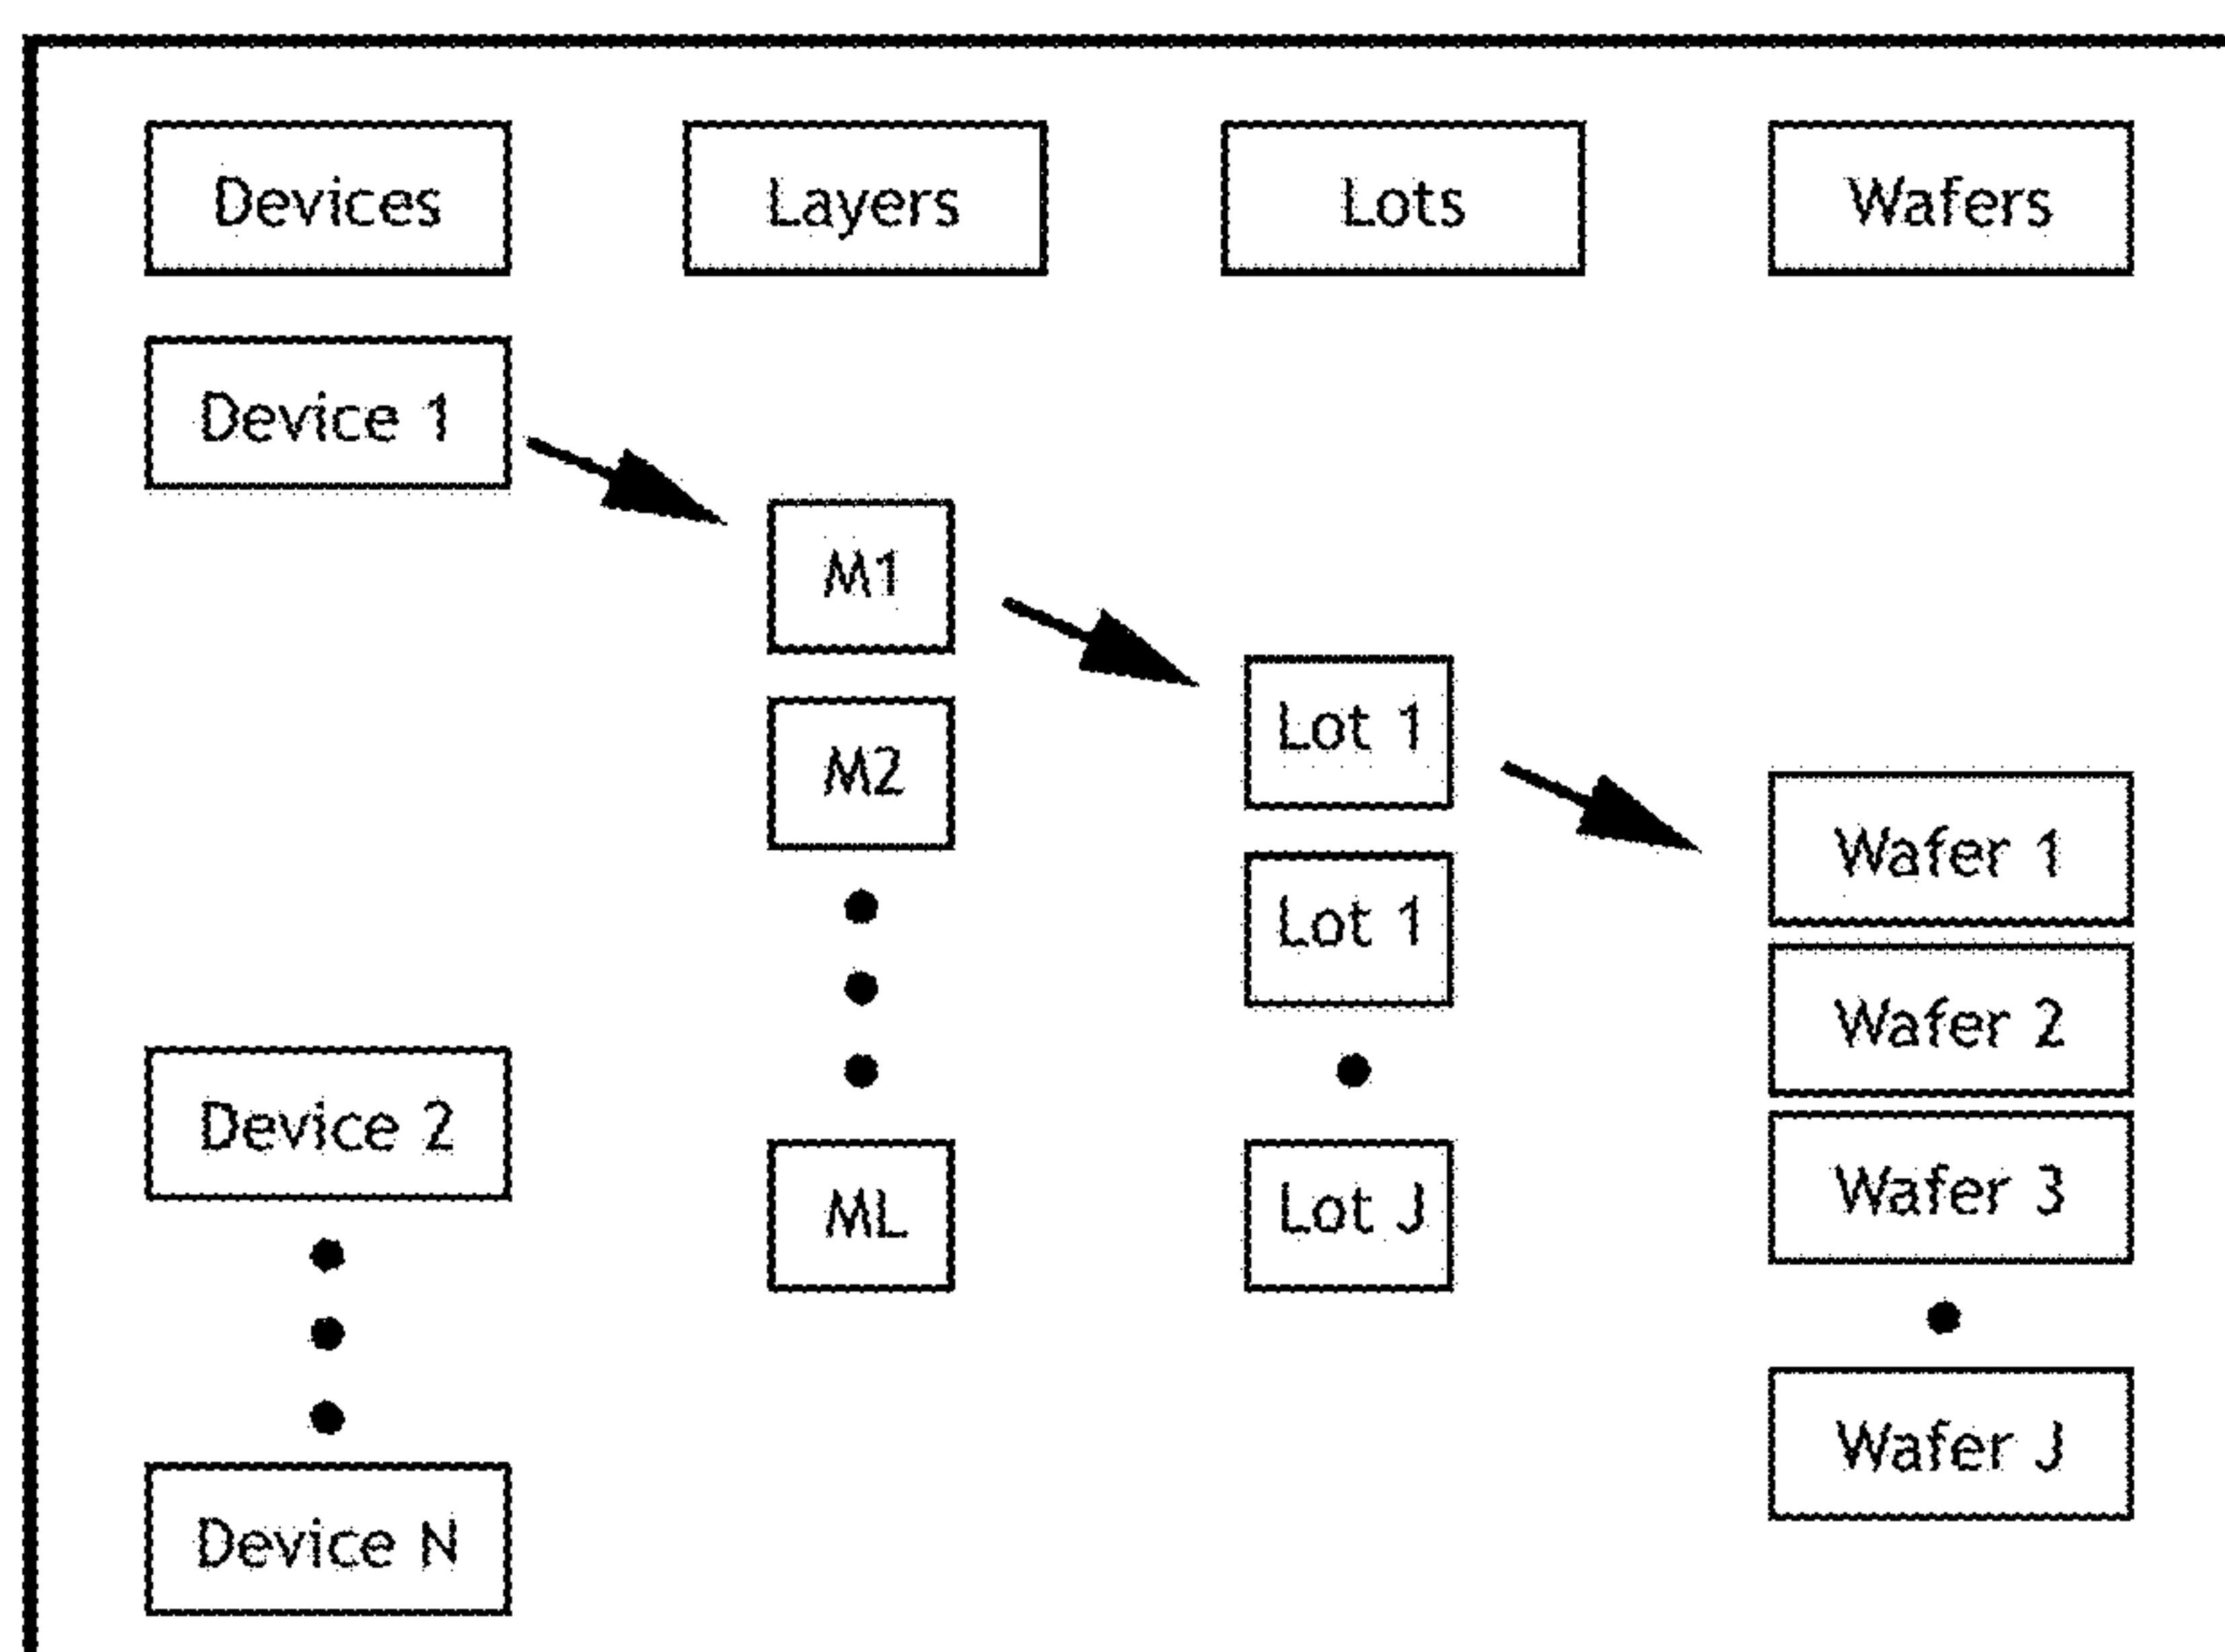 Devices
Layers
Lots
Wafers
Device 1
M1
M2
ML
Lot 1
Lot 1
Lot J
Wafer 1
Wafer 2
Wafer 3
Wafer J
Device 2
Device N